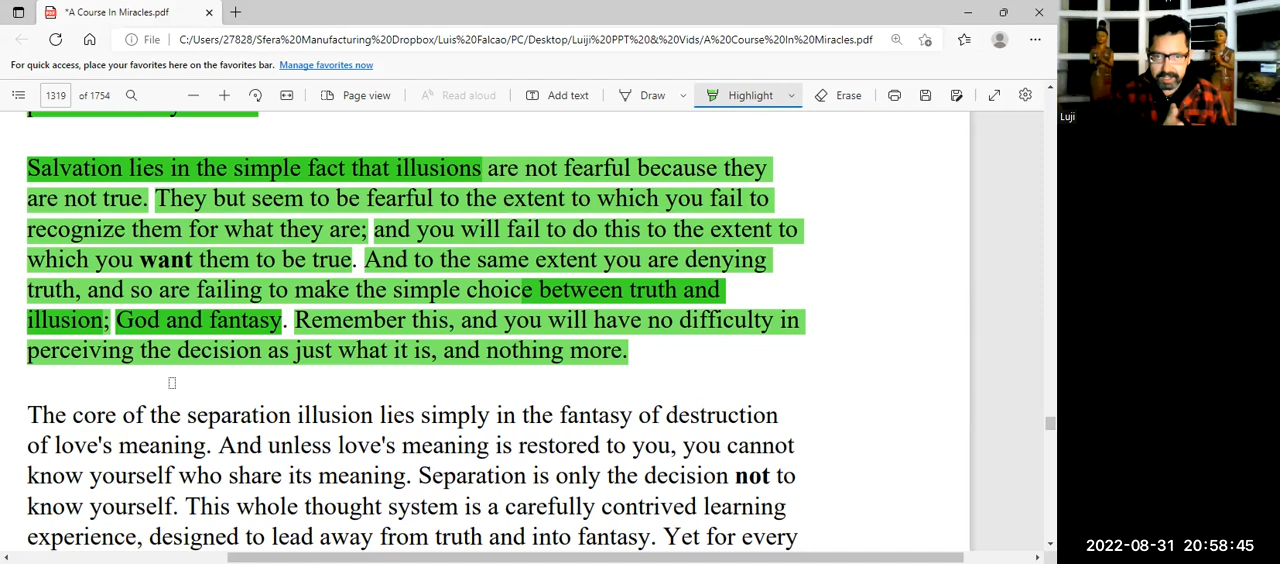 *A Course In Miracles.pdf
File
C:/Users/27828/Sfera%20Manufacturing%20Dropbox/Luis%20Falcao/PC/Desktop/Luiji%20PPT%20&%20Vids/A%20Course%20In%20Miracles.pdf
For quick access, place your favorites here on the favorites bar. Manage favorites now
1319 of 1754 Page view Read aloud Add text Draw Highlight Erase
Salvation lies in the simple fact that illusions are not fearful because they
are not true. They but seem to be fearful to the extent to which you fail to
recognize them for what they are; and you will fail to do this to the extent to
which you want them to be true. And to the same extent you are denying
truth, and so are failing to make the simple choice between truth and
illusion; God and fantasy. Remember this, and you will have no difficulty in
perceiving the decision as just what it is, and nothing more.
The core of the separation illusion lies simply in the fantasy of destruction
of love's meaning. And unless love's meaning is restored to you, you cannot
know yourself who share its meaning. Separation is only the decision not to
know yourself. This whole thought system is a carefully contrived learning
experience, designed to lead away from truth and into fantasy. Yet for every
Luji
2022-08-31 20:58:45